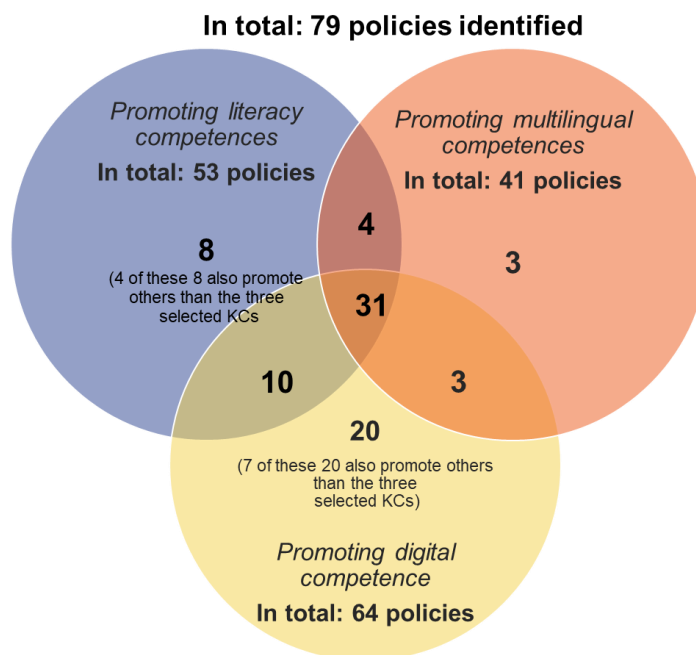 In total: 79 policies identified
Promoting literacy
competences
In total: 53 policies
Promoting multilingual
competences
In total: 41 policies
4
8
(4 of these 8 also promote
others than the three
selected KCs
3
31
10
3
20
(7 of these 20 also promote others
than the three
selected KCs)
Promoting digital
competence
In total: 64 policies